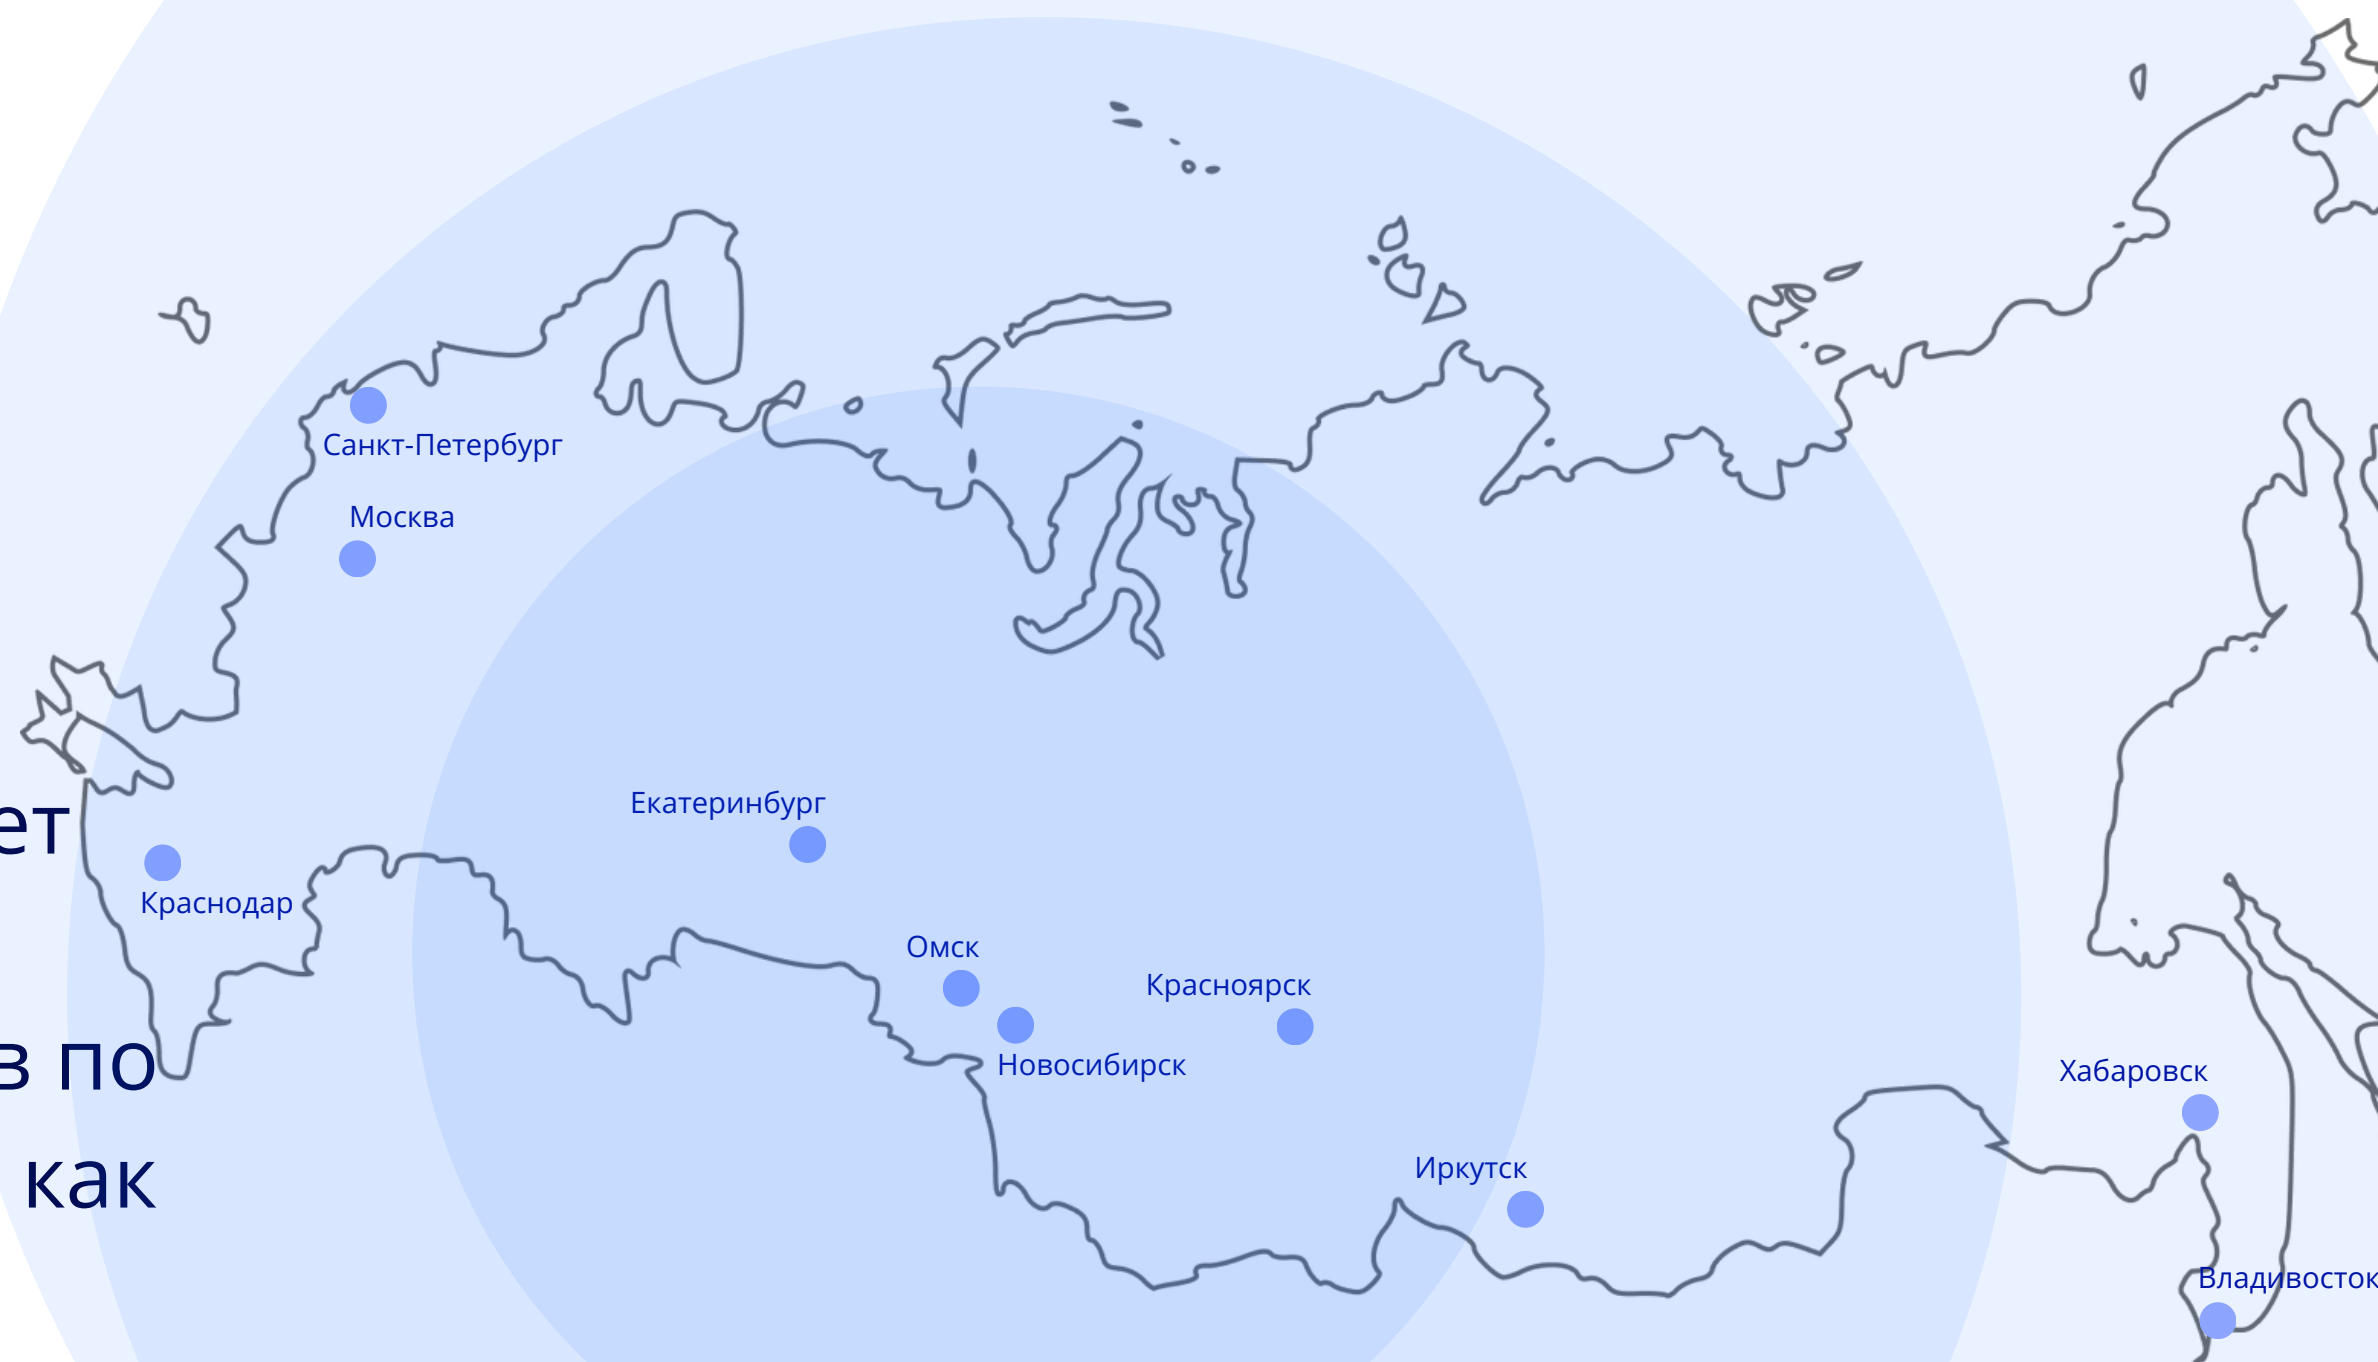 Санкт-Петербург
Москва
Екатеринбург
ет
Краснодар
Омск
Красноярск
в по
Новосибирск
Хабаровск
как
Иркутск
Владивосток